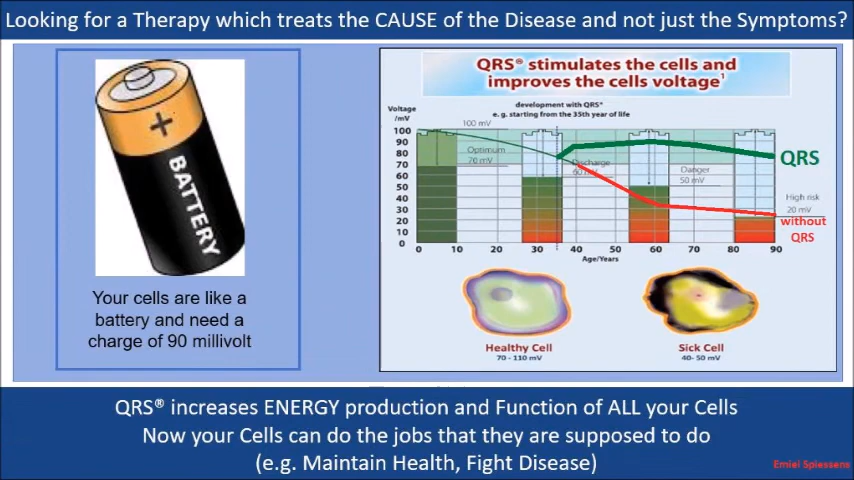 Looking for a Therapy which treats the CAUSE of the Disease and not just the Symptoms?
+
BATTERY
Your cells are like a
battery and need a
charge of 90 millivolt
QRS® stimulates the cells and
improves the cells voltage¹
development with QRS®
e. g. starting from the 35th year of life
Voltage
/mV
100 mV
100
90
80
70
60
50
40
30
20
10
0
Optimum
70 mV
Discharge
60 mV
Danger
50 mV
High risk
20 mV
QRS
without
QRS
0 10 20 30 40 50 60 70 80 90
Age/Years
Healthy Cell
70 - 110 mV
Sick Cell
40- 50 mV
QRS® increases ENERGY production and Function of ALL your Cells
Now your Cells can do the jobs that they are supposed to do
(e.g. Maintain Health, Fight Disease)
Emiel Spiessens